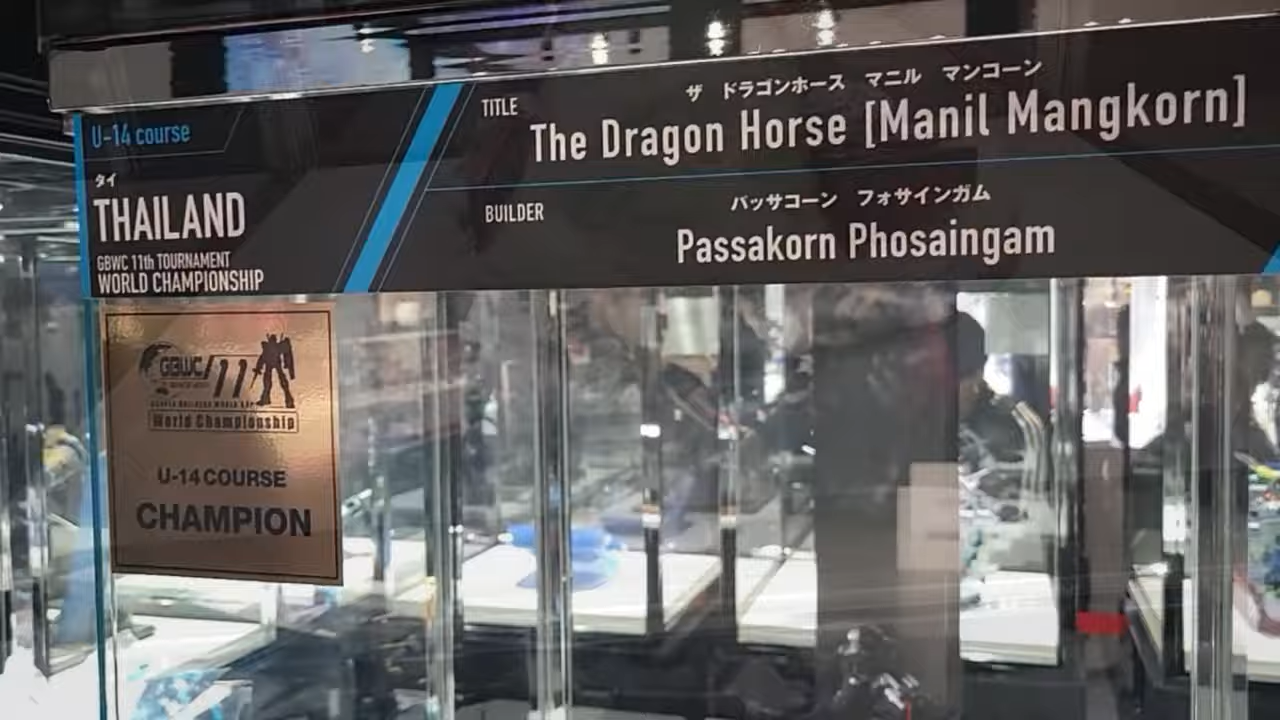 U-14 course
タイ
THAILAND
GBWC 11th TOURNAMENT
WORLD CHAMPIONSHIP
TITLE
ザ ドラゴンホース マニル マンコーン
The Dragon Horse [Manil Mangkorn]
BUILDER
パッサコーン フォサインガム
Passakorn Phosaingam
GBWC/11
World Championship
U-14 COURSE
CHAMPION